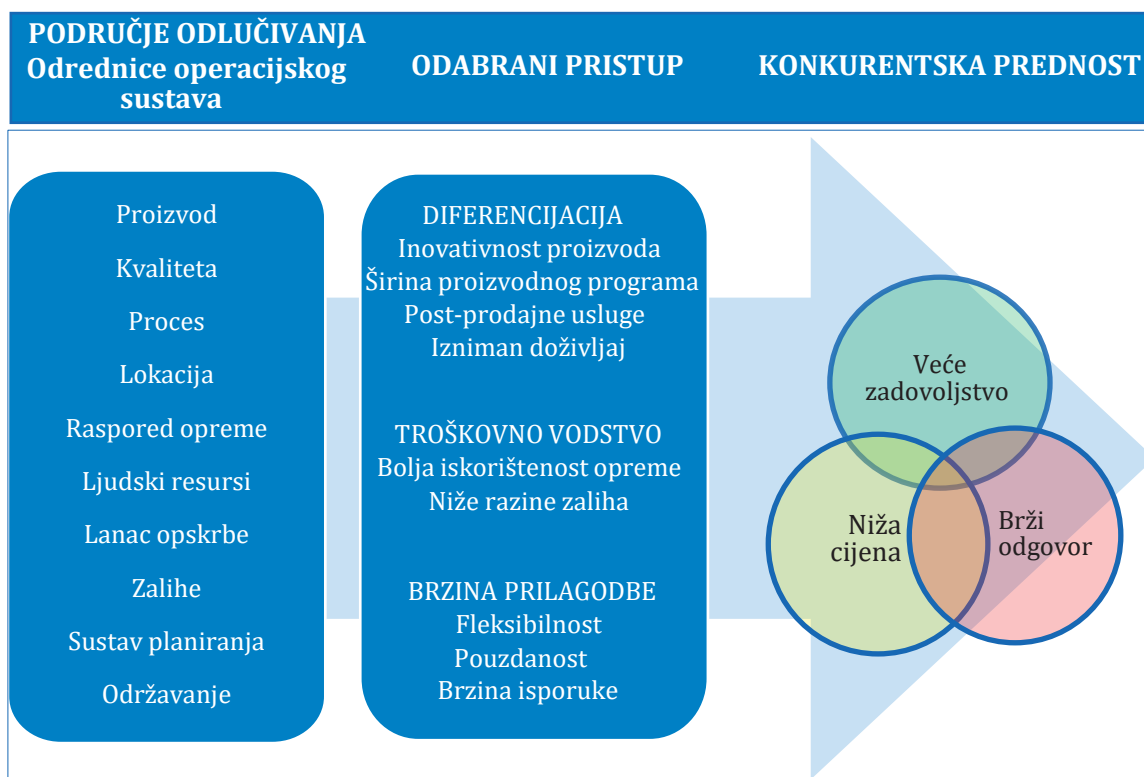 PODRUČJE ODLUČIVANJA
Odrednice operacijskog
sustava
ODABRANI PRISTUP
KONKURENTSKA PREDNOST
Proizvod
Kvaliteta
Proces
Lokacija
Raspored opreme
Ljudski resursi
Lanac opskrbe
Zalihe
Sustav planiranja
Održavanje
DIFERENCIJACIJA
Inovativnost proizvoda
Širina proizvodnog programa
Post-prodajne usluge
Izniman doživljaj
TROŠKOVNO VODSTVO
Bolja iskorištenost opreme
Niže razine zaliha
BRZINA PRILAGODBE
Fleksibilnost
Pouzdanost
Brzina isporuke
Veće
zadovoljstvo
Niža
cijena
Brži
odgovor